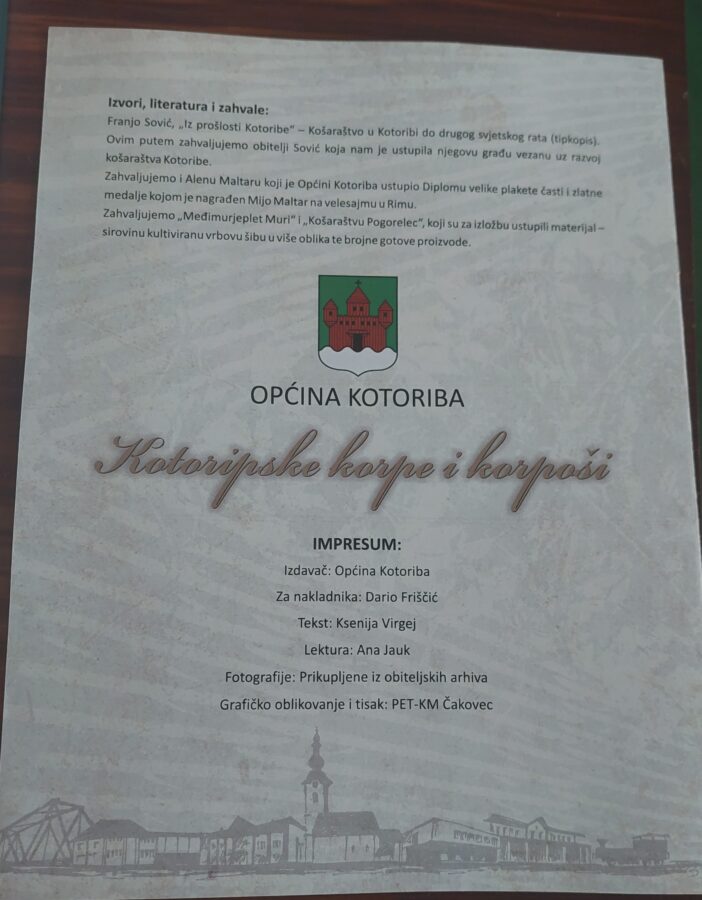 Izvori, literatura i zahvale:
Franjo Sović, „Iz prošlosti Kotoribe" – Košaraštvo u Kotoribi do drugog svjetskog rata (tipkopis).
Ovim putem zahvaljujemo obitelji Sović koja nam je ustupila njegovu građu vezanu uz razvoj
košaraštva Kotoribe.
Zahvaljujemo i Alenu Maltaru koji je Općini Kotoriba ustupio Diplomu velike plakete časti i zlatne
medalje kojom je nagrađen Mijo Maltar na velesajmu u Rimu.
Zahvaljujemo „Međimurjeplet Muri" i „Košaraštvu Pogorelec", koji su za izložbu ustupili materijal –
sirovinu kultiviranu vrbovu šibu u više oblika te brojne gotove proizvode.
OPĆINA KOTORIBA
Kotoripske korpe i korpoši
IMPRESUM:
Izdavač: Općina Kotoriba
Za nakladnika: Dario Friščić
Tekst: Ksenija Virgej
Lektura: Ana Jauk
Fotografije: Prikupljene iz obiteljskih arhiva
Grafičko oblikovanje i tisak: PET-KM Čakovec